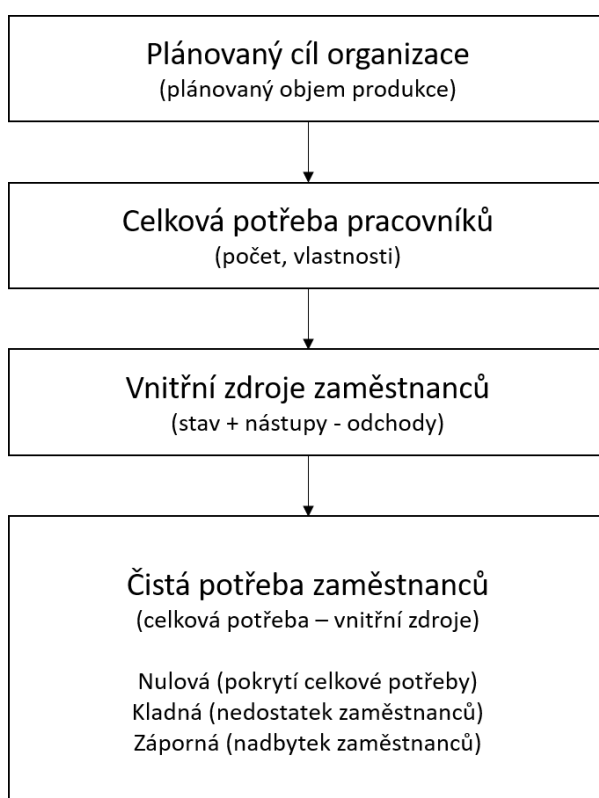 Plánovaný cíl organizace
(plánovaný objem produkce)
Celková potřeba pracovníků
(počet, vlastnosti)
Vnitřní zdroje zaměstnanců
(stav + nástupy - odchody)
Čistá potřeba zaměstnanců
(celková potřeba – vnitřní zdroje)
Nulová (pokrytí celkové potřeby)
Kladná (nedostatek zaměstnanců)
Záporná (nadbytek zaměstnanců)